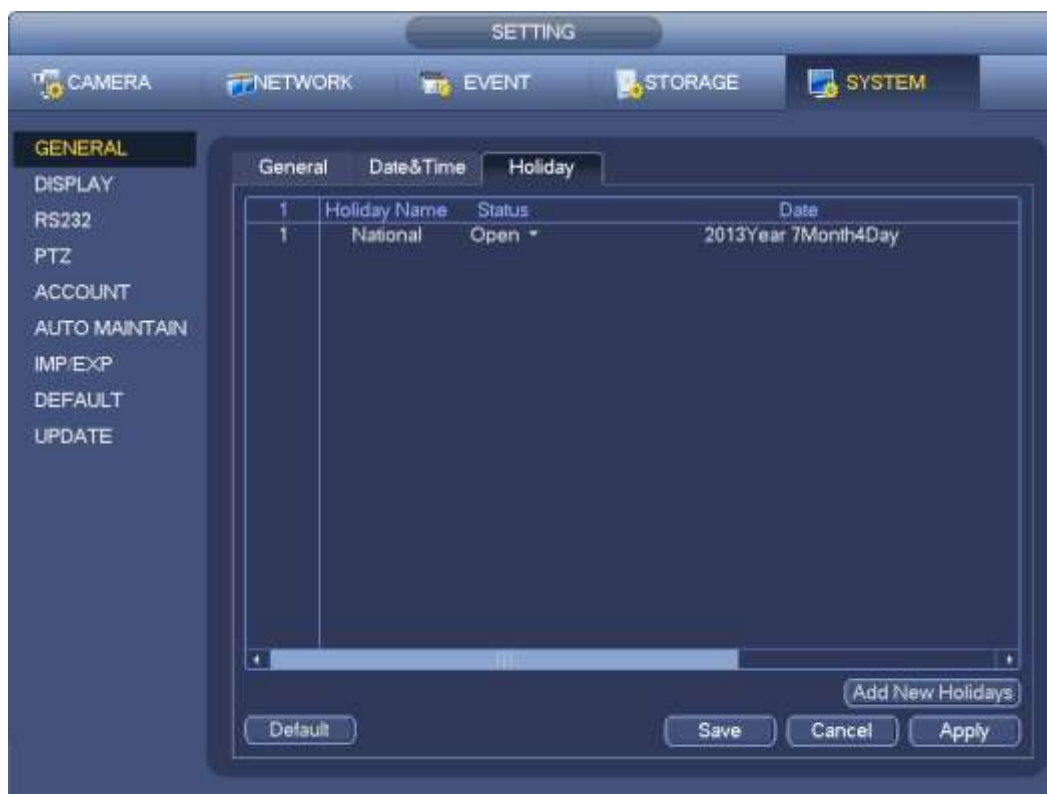 SETTING
CAMERA NETWORK EVENT STORAGE SYSTEM
GENERAL
DISPLAY
RS232
PTZ
ACCOUNT
AUTO MAINTAIN
IMP/EXP
DEFAULT
UPDATE
General Date&Time Holiday
1 Holiday Name Status Date
1 National Open 2013Year 7Month4Day
Add New Holidays
Default Save Cancel Apply